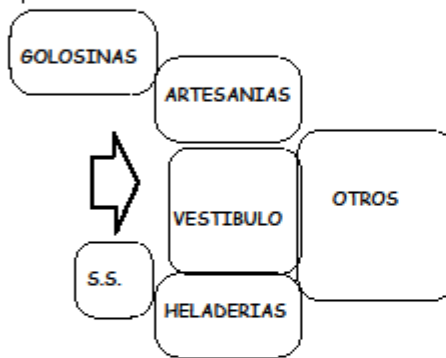 GOLOSINAS
ARTESANIAS
VESTIBULO
OTROS
S.S.
HELADERIAS